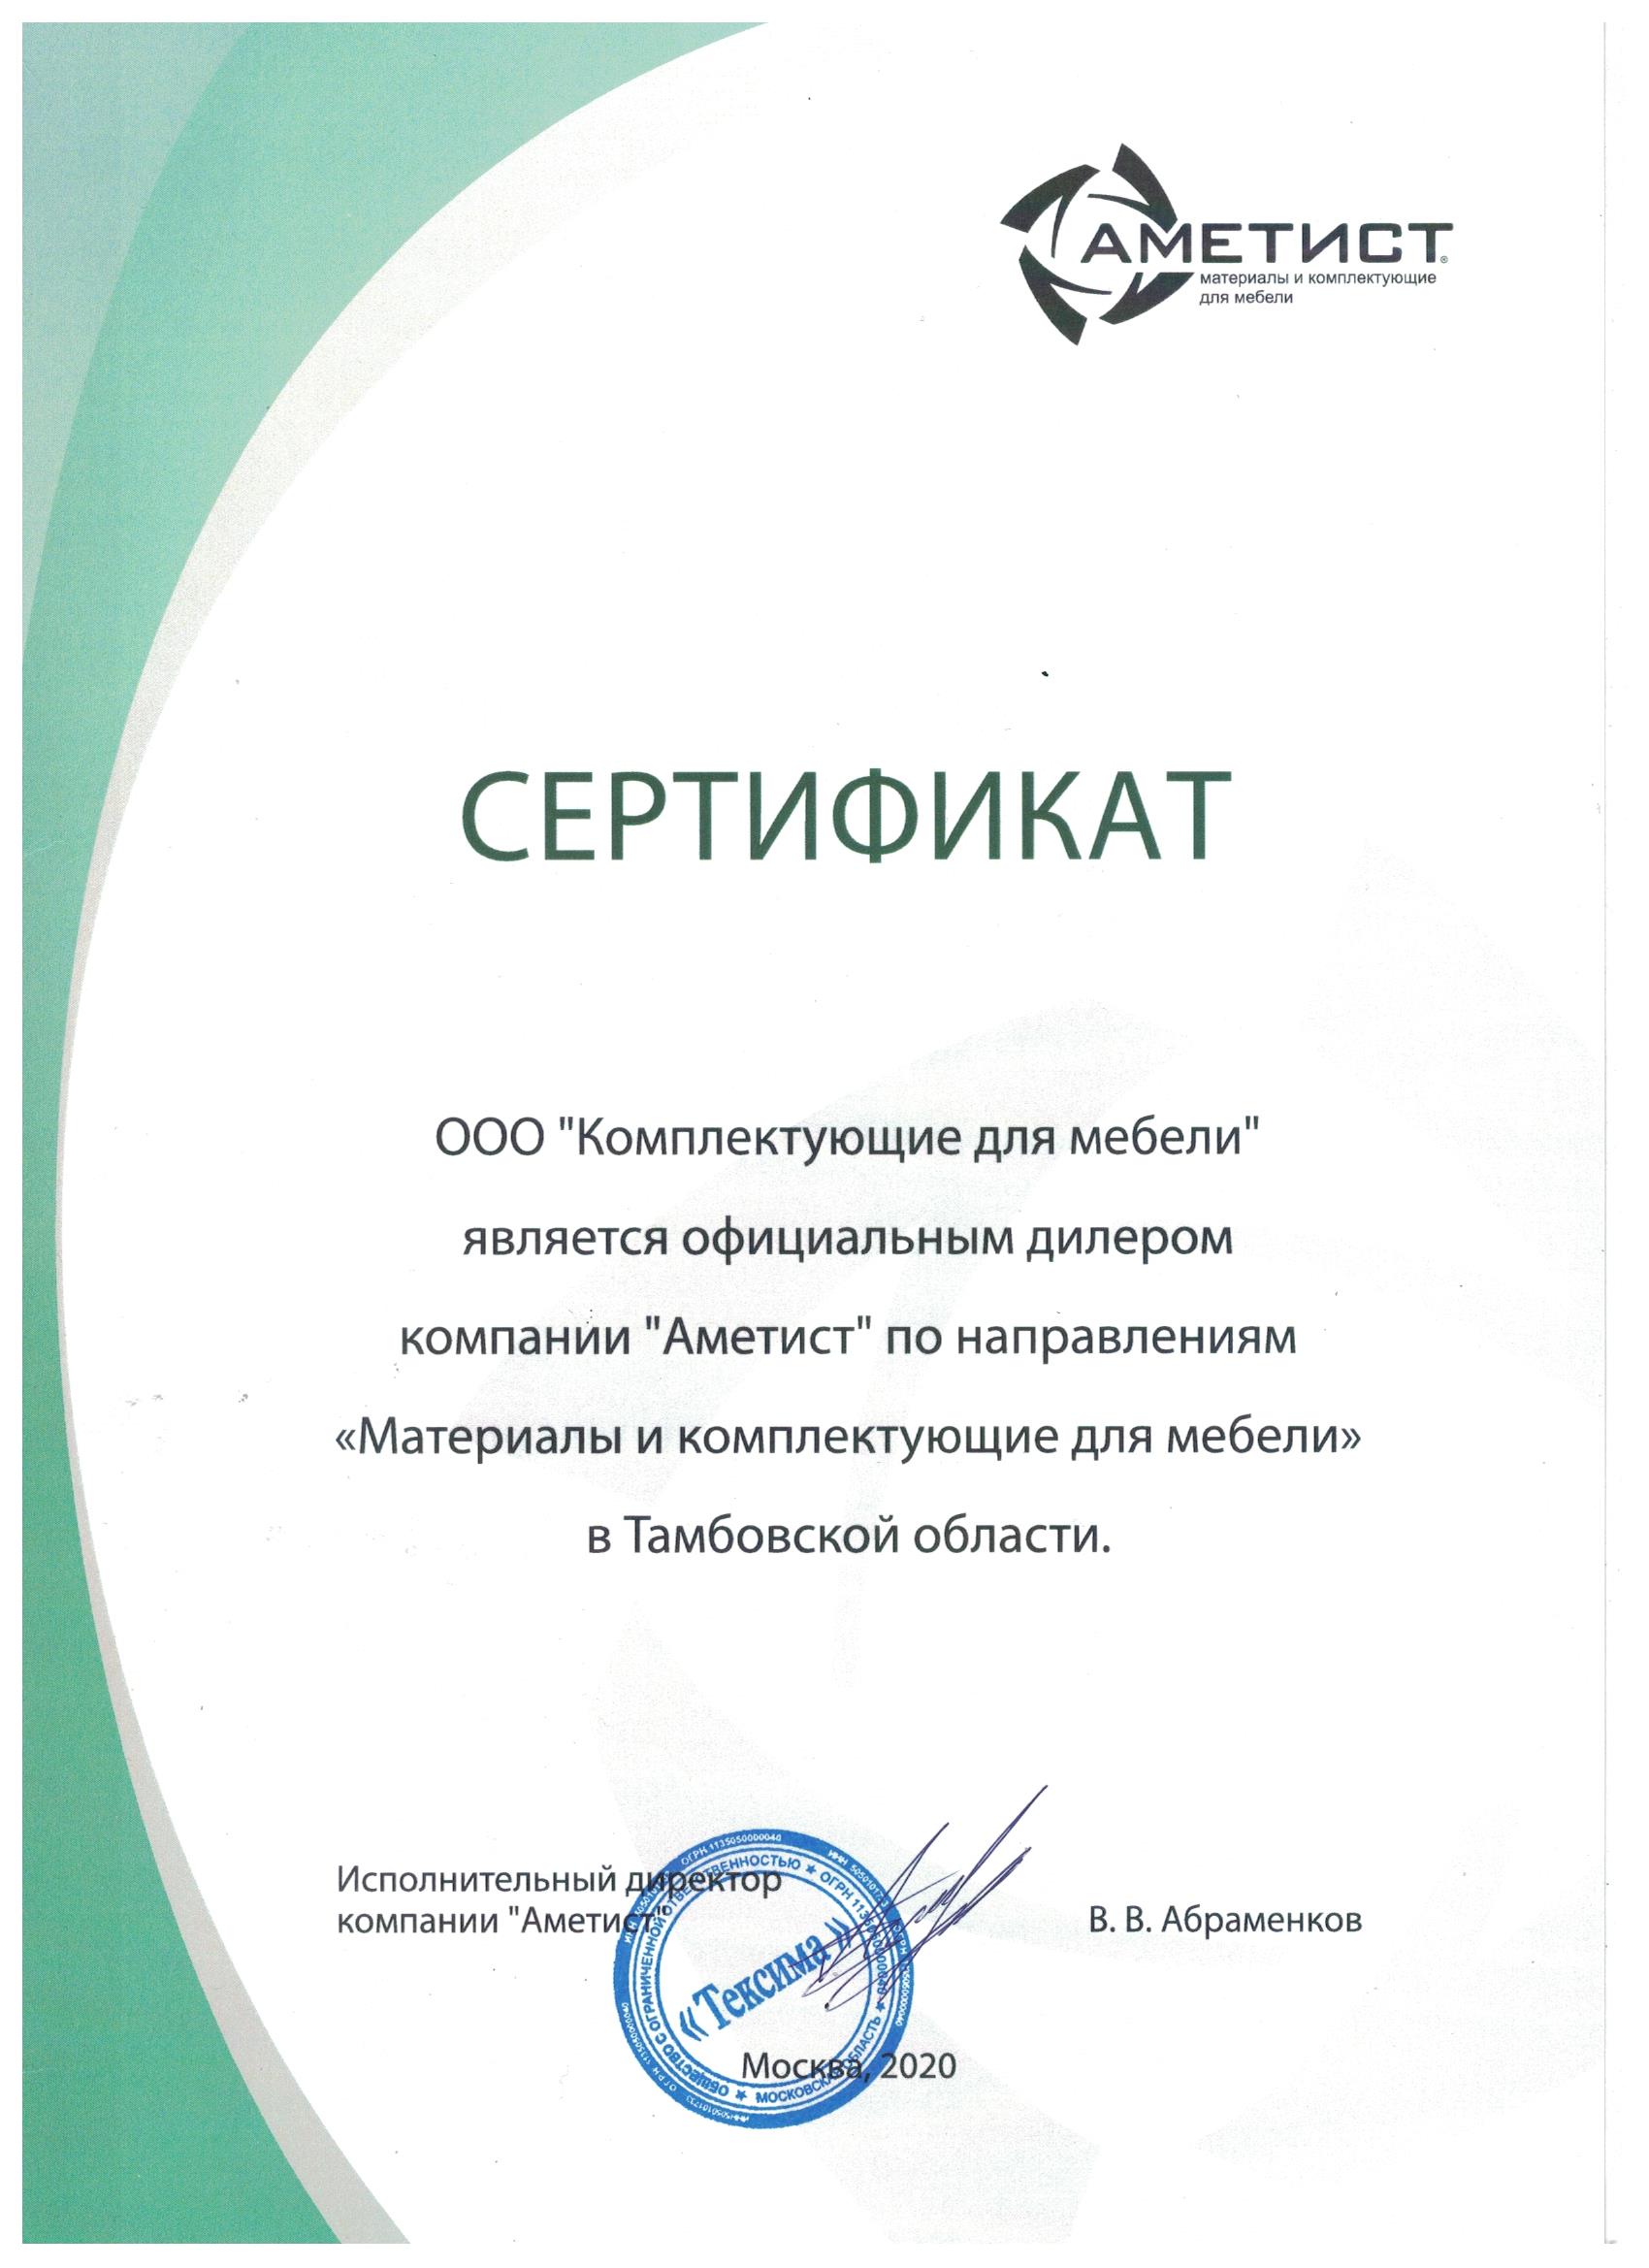 АМЕТИСТ®
материалы и комплектующие
для мебели
СЕРТИФИКАТ
ООО "Комплектующие для мебели"
является официальным дилером
компании "Аметист" по направлениям
«Материалы и комплектующие для мебели»
в Тамбовской области.
Исполнительный директор
компании "Аметист"
В. В. Абраменков
ОБЩЕСТВО С ОГРАНИЧЕННОЙ ОТВЕТСТВЕННОСТЬЮ ★ ОГРН 1135050000040 ★
МОСКОВСКАЯ ОБЛАСТЬ ★
«Тексима»
Москва, 2020